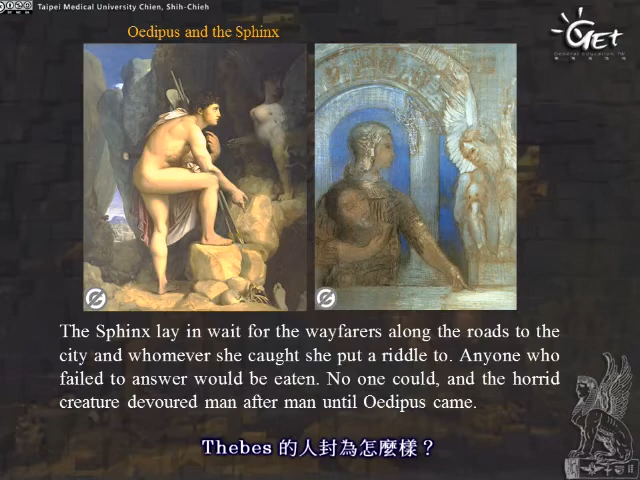 Taipei Medical University Chien, Shih-Chieh
Oedipus and the Sphinx
GEt
General Education TW
The Sphinx lay in wait for the wayfarers along the roads to the
city and whomever she caught she put a riddle to. Anyone who
failed to answer would be eaten. No one could, and the horrid
creature devoured man after man until Oedipus came.
Thebes 的人封為怎麼樣？